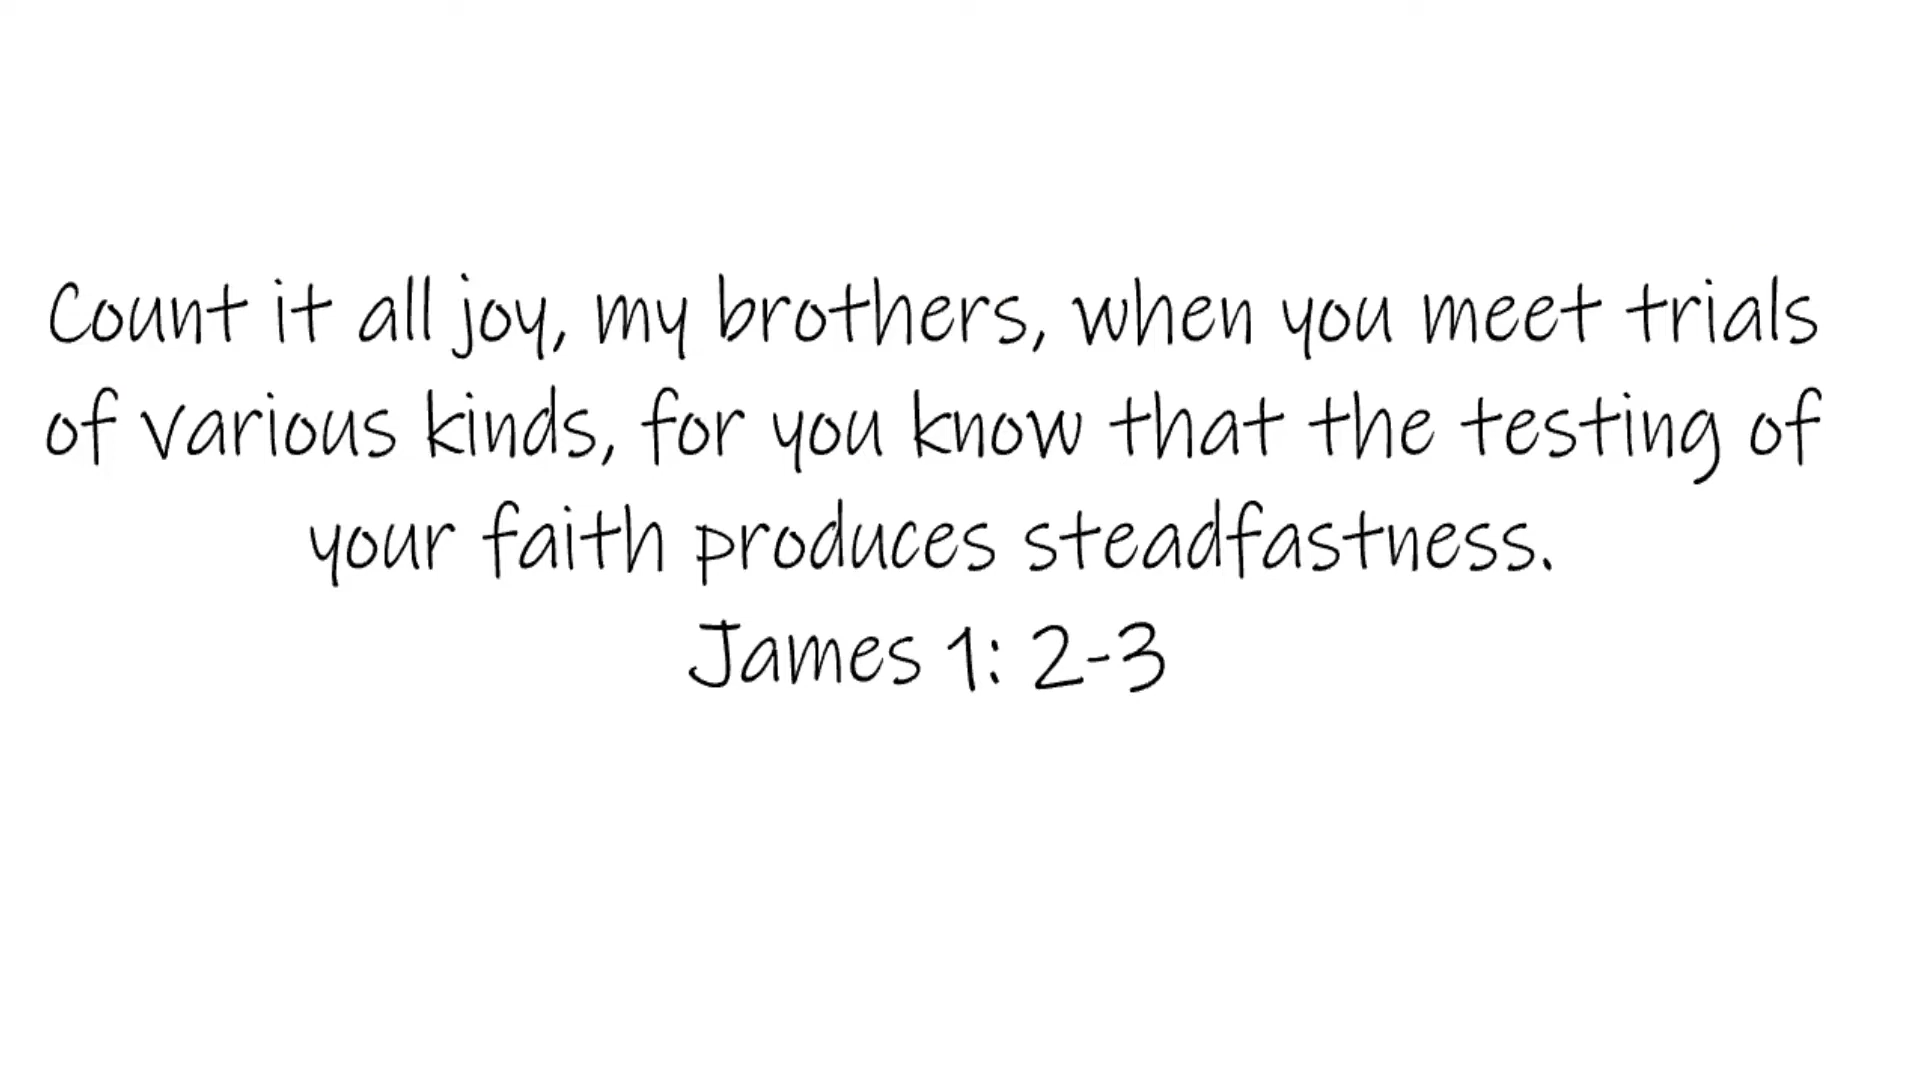 Count it all joy, my brothers, when you meet trials
of various kinds, for you know that the testing of
your faith produces steadfastness.
James 1: 2-3